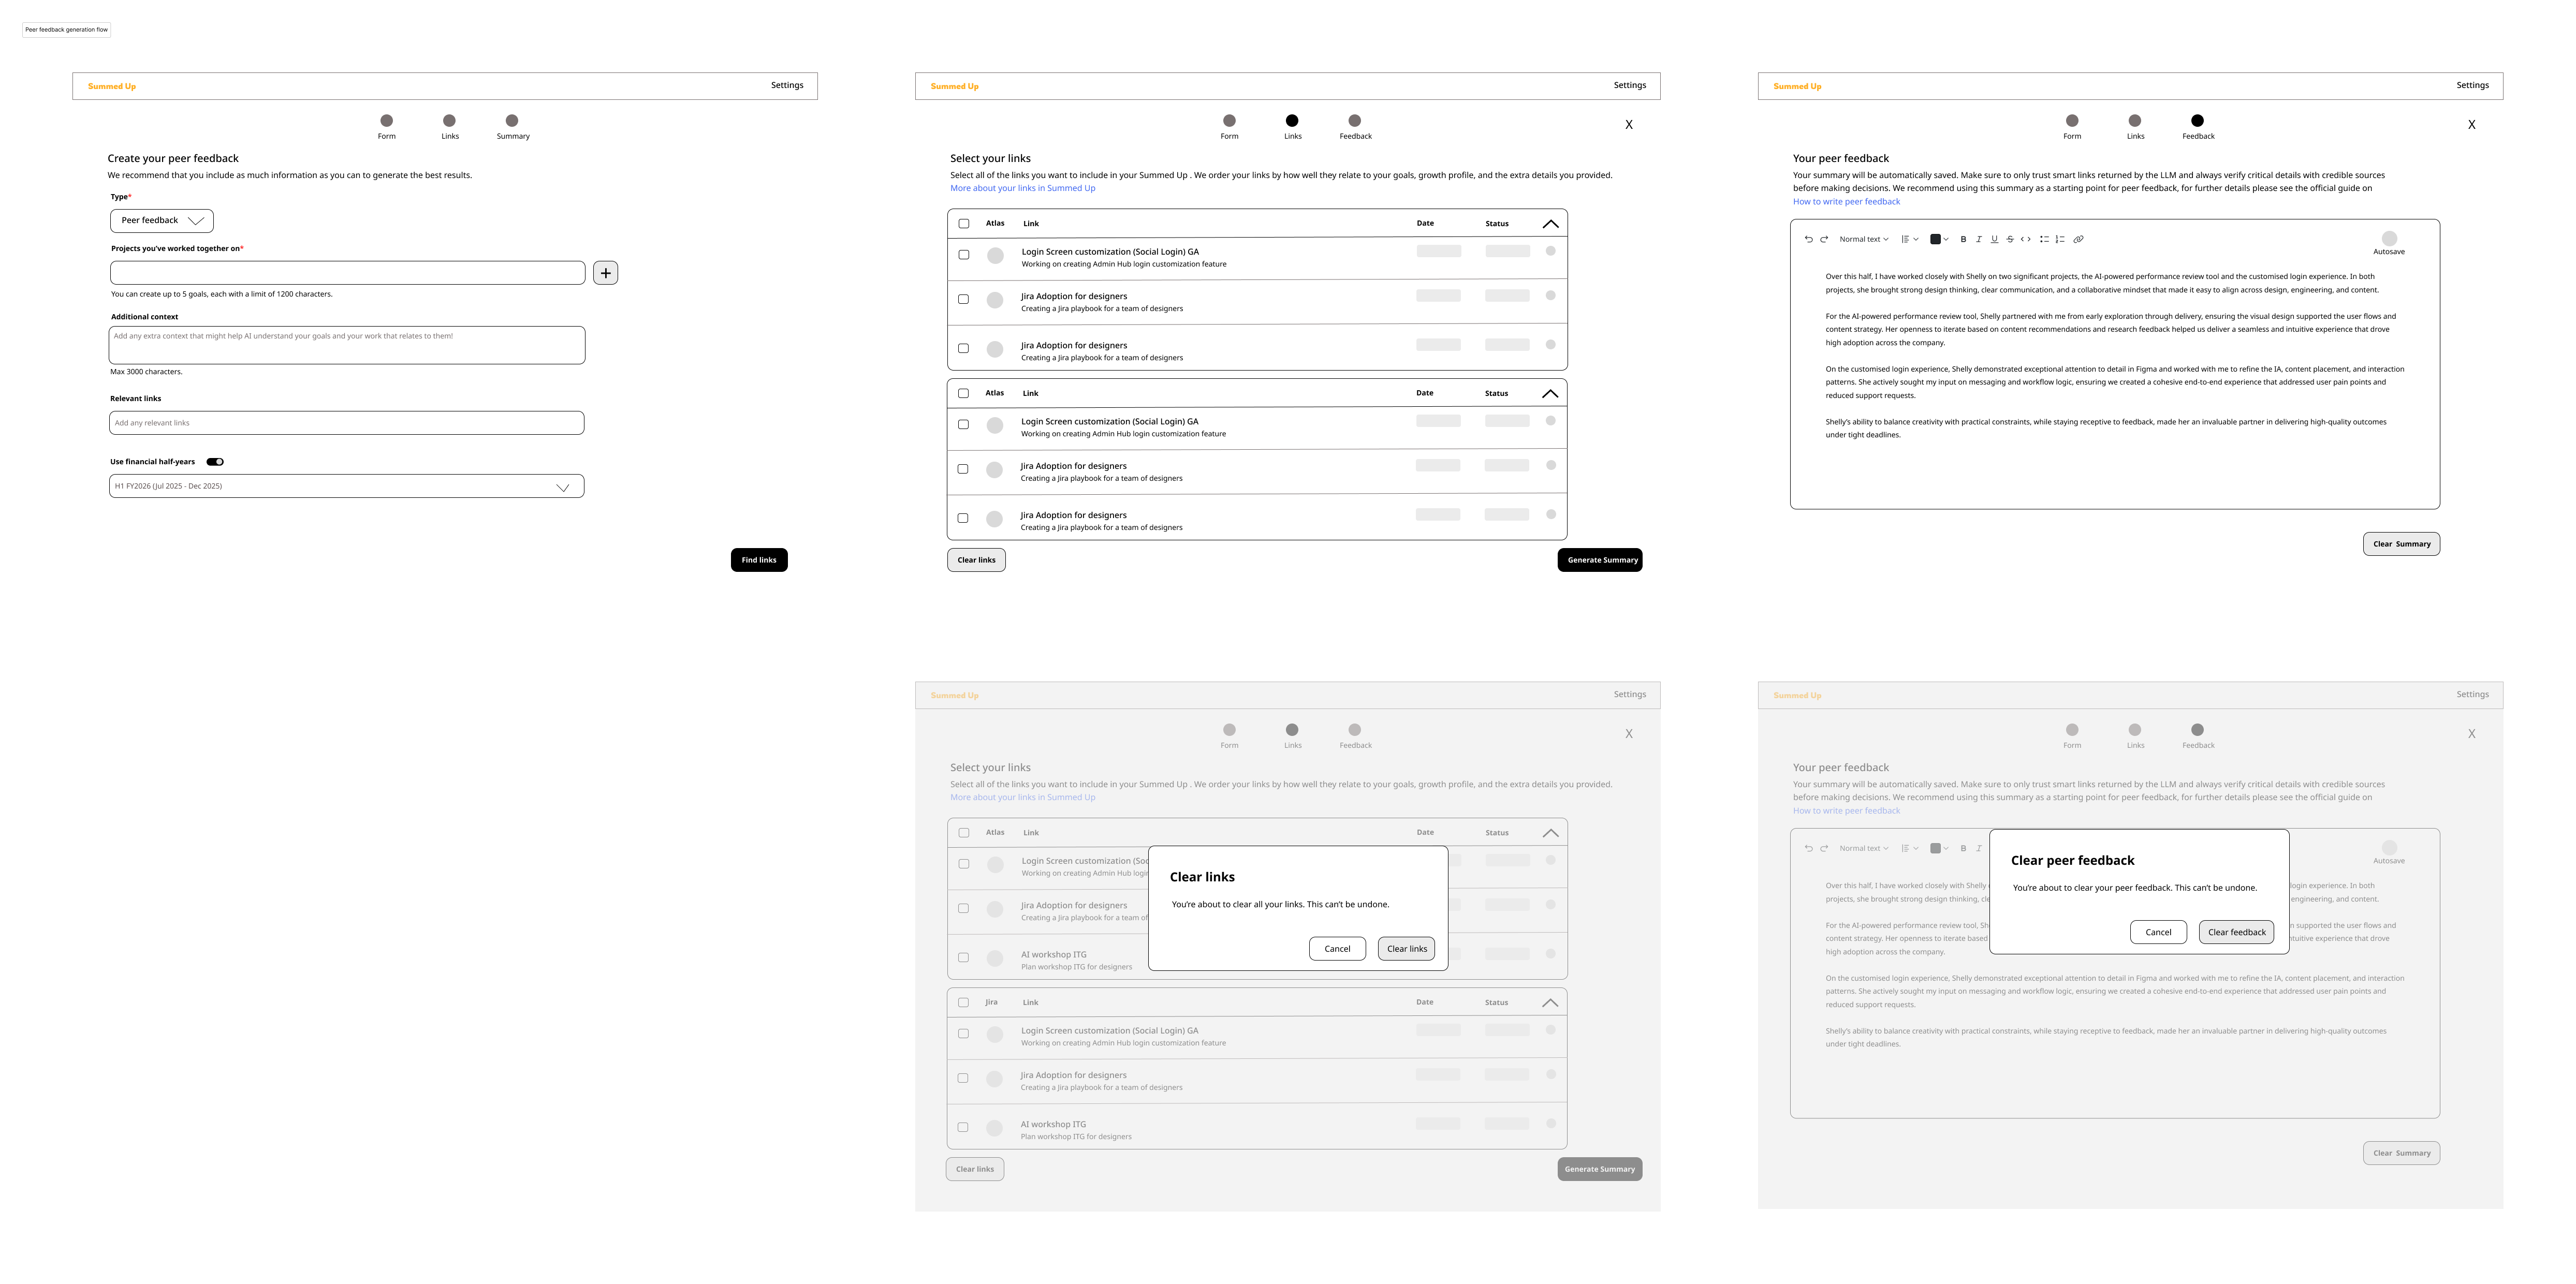 Peer feedback generation flow
Summed Up
Settings
Form
Links
Summary
Create your peer feedback
We recommend that you include as much information as you can to generate the best results.
Type*
Peer feedback
Projects you've worked together on*
+
You can create up to 5 goals, each with a limit of 1200 characters.
Additional context
Add any extra context that might help AI understand your goals and your work that relates to them!
Max 3000 characters.
Relevant links
Add any relevant links
Use financial half-years
H1 FY2026 (Jul 2025 - Dec 2025)
Find links
Summed Up
Settings
Form
Links
Feedback
X
Select your links
Select all of the links you want to include in your Summed Up . We order your links by how well they relate to your goals, growth profile, and the extra details you provided.
More about your links in Summed Up
Atlas
Link
Date
Status
Login Screen customization (Social Login) GA
Working on creating Admin Hub login customization feature
Jira Adoption for designers
Creating a Jira playbook for a team of designers
Jira Adoption for designers
Creating a Jira playbook for a team of designers
Atlas
Link
Date
Status
Login Screen customization (Social Login) GA
Working on creating Admin Hub login customization feature
Jira Adoption for designers
Creating a Jira playbook for a team of designers
Jira Adoption for designers
Creating a Jira playbook for a team of designers
Clear links
Generate Summary
Summed Up
Settings
Form
Links
Feedback
X
Your peer feedback
Your summary will be automatically saved. Make sure to only trust smart links returned by the LLM and always verify critical details with credible sources
before making decisions. We recommend using this summary as a starting point for peer feedback, for further details please see the official guide on
How to write peer feedback
Normal text
B I U S <>
Autosave
Over this half, I have worked closely with Shelly on two significant projects, the AI-powered performance review tool and the customised login experience. In both
projects, she brought strong design thinking, clear communication, and a collaborative mindset that made it easy to align across design, engineering, and content.
For the AI-powered performance review tool, Shelly partnered with me from early exploration through delivery, ensuring the visual design supported the user flows and
content strategy. Her openness to iterate based on content recommendations and research feedback helped us deliver a seamless and intuitive experience that drove
high adoption across the company.
On the customised login experience, Shelly demonstrated exceptional attention to detail in Figma and worked with me to refine the IA, content placement, and interaction
patterns. She actively sought my input on messaging and workflow logic, ensuring we created a cohesive end-to-end experience that addressed user pain points and
reduced support requests.
Shelly's ability to balance creativity with practical constraints, while staying receptive to feedback, made her an invaluable partner in delivering high-quality outcomes
under tight deadlines.
Clear Summary
Summed Up
Settings
Form
Links
Feedback
X
Select your links
Select all of the links you want to include in your Summed Up . We order your links by how well they relate to your goals, growth profile, and the extra details you provided.
More about your links in Summed Up
Atlas
Link
Date
Status
Login Screen customization (Soc
Working on creating Admin Hub login
Jira Adoption for designers
Creating a Jira playbook for a team of
AI workshop ITG
Plan workshop ITG for designers
Clear links
You're about to clear all your links. This can't be undone.
Cancel
Clear links
Jira
Link
Date
Status
Login Screen customization (Social Login) GA
Working on creating Admin Hub login customization feature
Jira Adoption for designers
Creating a Jira playbook for a team of designers
AI workshop ITG
Plan workshop ITG for designers
Clear links
Generate Summary
Summed Up
Settings
Form
Links
Feedback
X
Your peer feedback
Your summary will be automatically saved. Make sure to only trust smart links returned by the LLM and always verify critical details with credible sources
before making decisions. We recommend using this summary as a starting point for peer feedback, for further details please see the official guide on
How to write peer feedback
Normal text
B I
Autosave
Clear peer feedback
You're about to clear your peer feedback. This can't be undone.
Cancel
Clear feedback
Over this half, I have worked closely with Shelly login experience. In both
projects, she brought strong design thinking, engineering, and content.
For the AI-powered performance review tool, supported the user flows and
content strategy. Her openness to iterate based experience that drove
high adoption across the company.
On the customised login experience, Shelly demonstrated exceptional attention to detail in Figma and worked with me to refine the IA, content placement, and interaction
patterns. She actively sought my input on messaging and workflow logic, ensuring we created a cohesive end-to-end experience that addressed user pain points and
reduced support requests.
Shelly's ability to balance creativity with practical constraints, while staying receptive to feedback, made her an invaluable partner in delivering high-quality outcomes
under tight deadlines.
Clear Summary